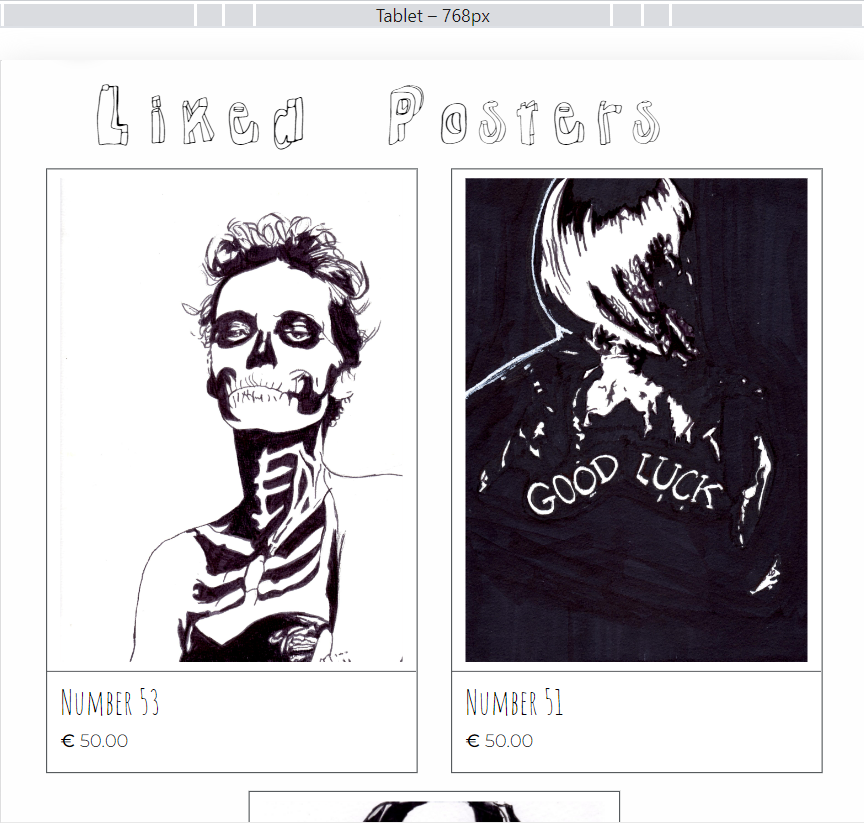 Tablet – 768px
Liked Posters
GOOD LUCK
Number 53
€ 50.00
Number 51
€ 50.00